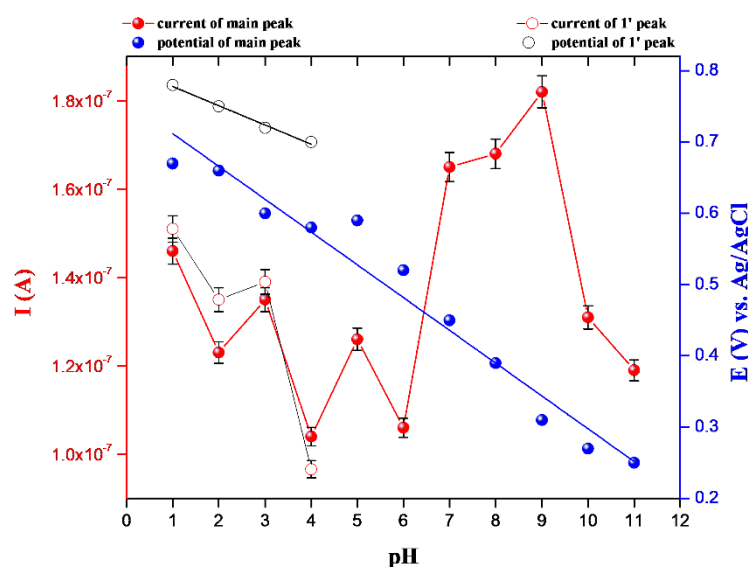 current of main peak
current of 1' peak
potential of main peak
potential of 1' peak
0.8
1.8x10⁻⁷
0.7
1.6x10⁻⁷
0.6
1.4x10⁻⁷
0.5
I (A)
E (V) vs. Ag/AgCl
0.4
1.2x10⁻⁷
0.3
1.0x10⁻⁷
0.2
0 1 2 3 4 5 6 7 8 9 10 11 12
pH